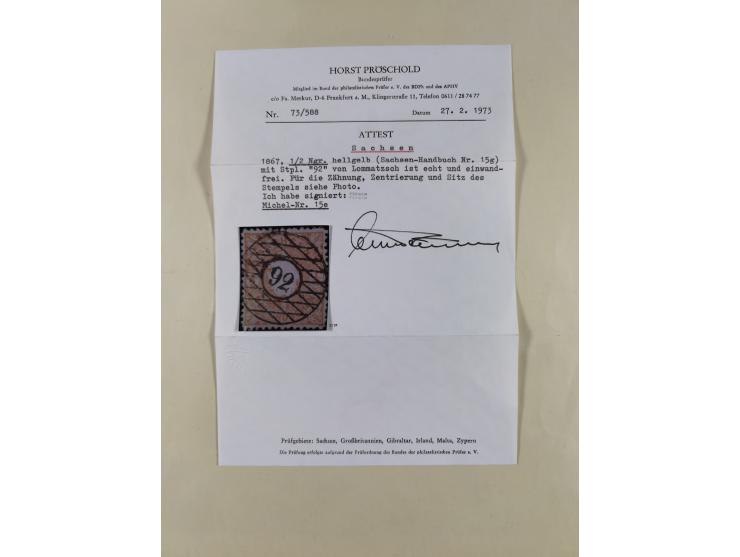 HORST PRÖSCHOLD
Bundesprüfer
Mitglied im Bund der philatelistischen Prüfer e. V. des BDPh und des APHV
c/o Fa. Merkur, D-6 Frankfurt a. M., Klingerstraße 11, Telefon 0611 / 28 74 77
Nr. 73/588 Datum 27. 2. 1973
ATTEST
Sachsen
1867, 1/2 Ngr. hellgelb (Sachsen-Handbuch Nr. 15g)
mit Stpl. "92" von Lommatzsch ist echt und einwand-
frei. Für die Zähnung, Zentrierung und Sitz des
Stempels siehe Photo.
Ich habe signiert:
Michel-Nr. 15e
92
Prüfgebiete: Sachsen, Großbritannien, Gibraltar, Irland, Malta, Zypern
Die Prüfung erfolgte aufgrund der Prüfordnung des Bundes der philatelistischen Prüfer e. V.